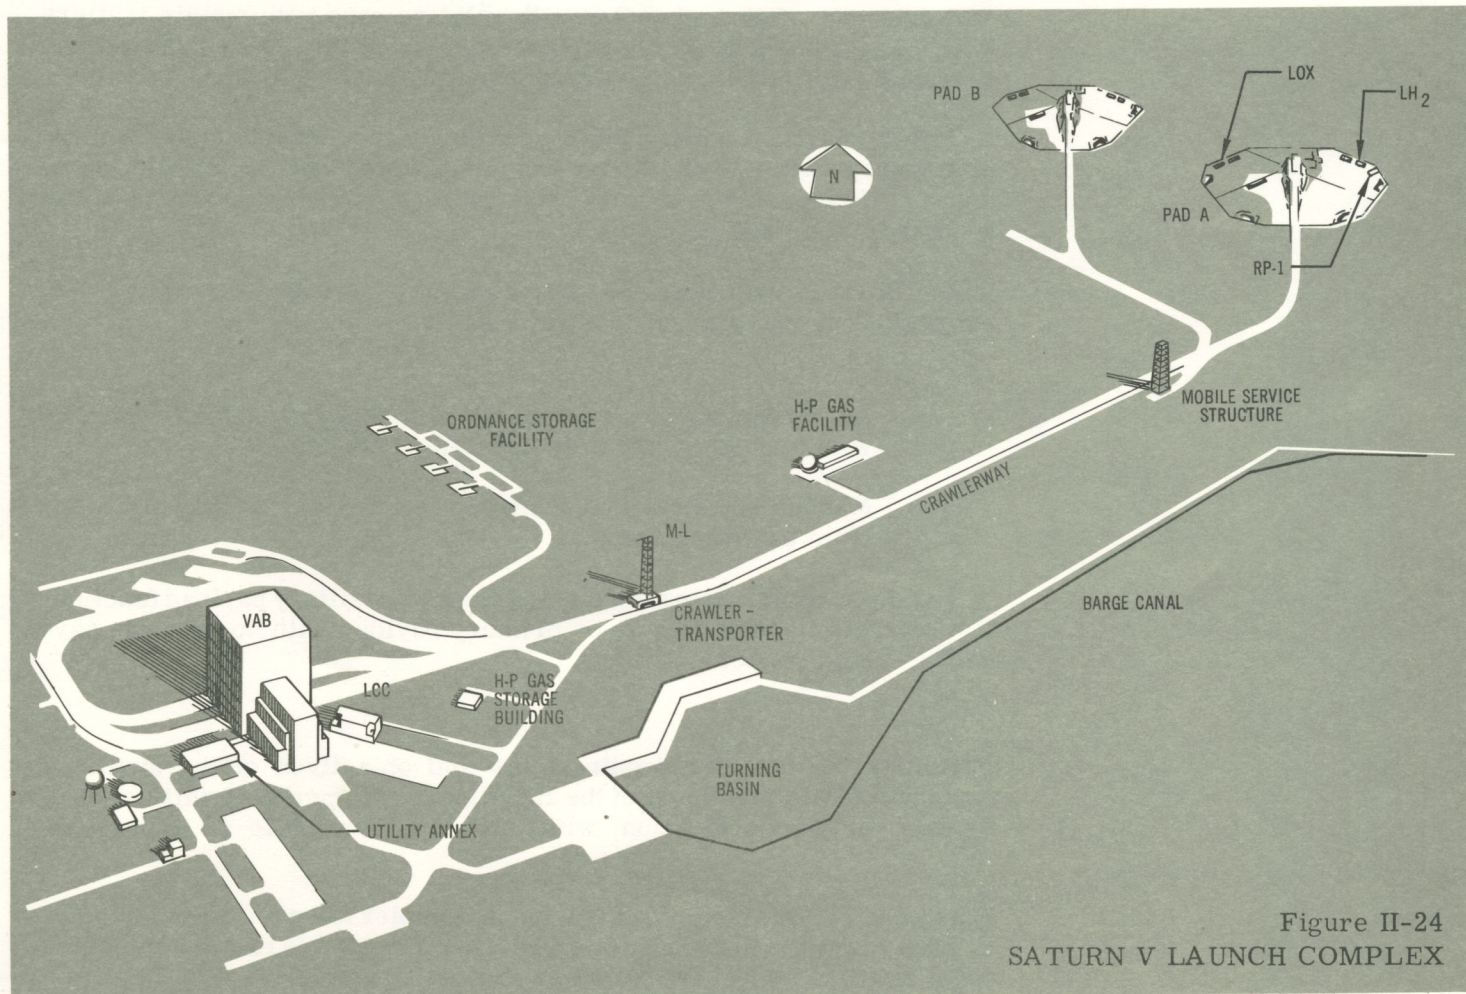 LOX
PAD B
LH2
N
PAD A
RP-1
MOBILE SERVICE
STRUCTURE
H-P GAS
FACILITY
ORDNANCE STORAGE
FACILITY
CRAWLERWAY
M-L
CRAWLER-
TRANSPORTER
BARGE CANAL
VAB
LCC
H-P GAS
STORAGE
BUILDING
TURNING
BASIN
UTILITY ANNEX
Figure II-24
SATURN V LAUNCH COMPLEX